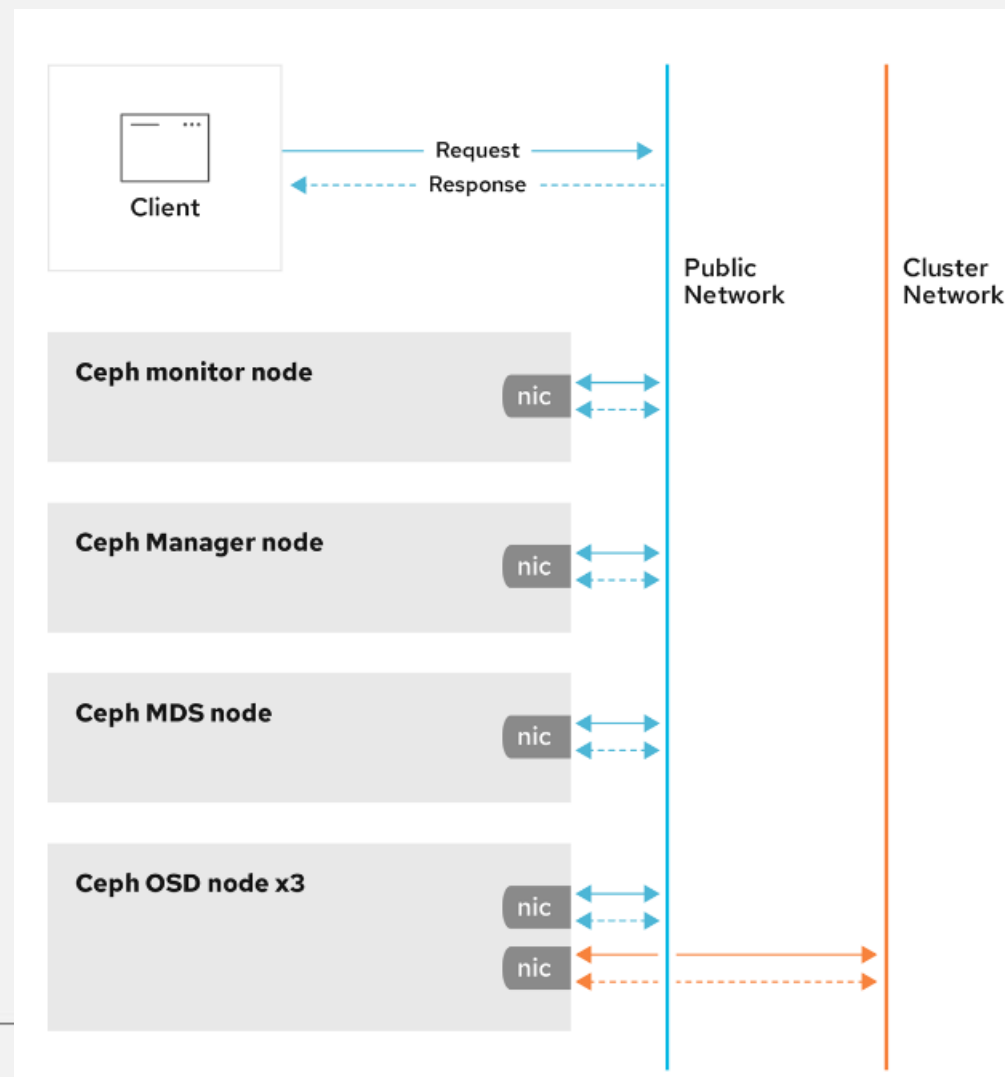 Request
Response
Client
Public
Network
Cluster
Network
Ceph monitor node
nic
Ceph Manager node
nic
Ceph MDS node
nic
Ceph OSD node x3
nic
nic